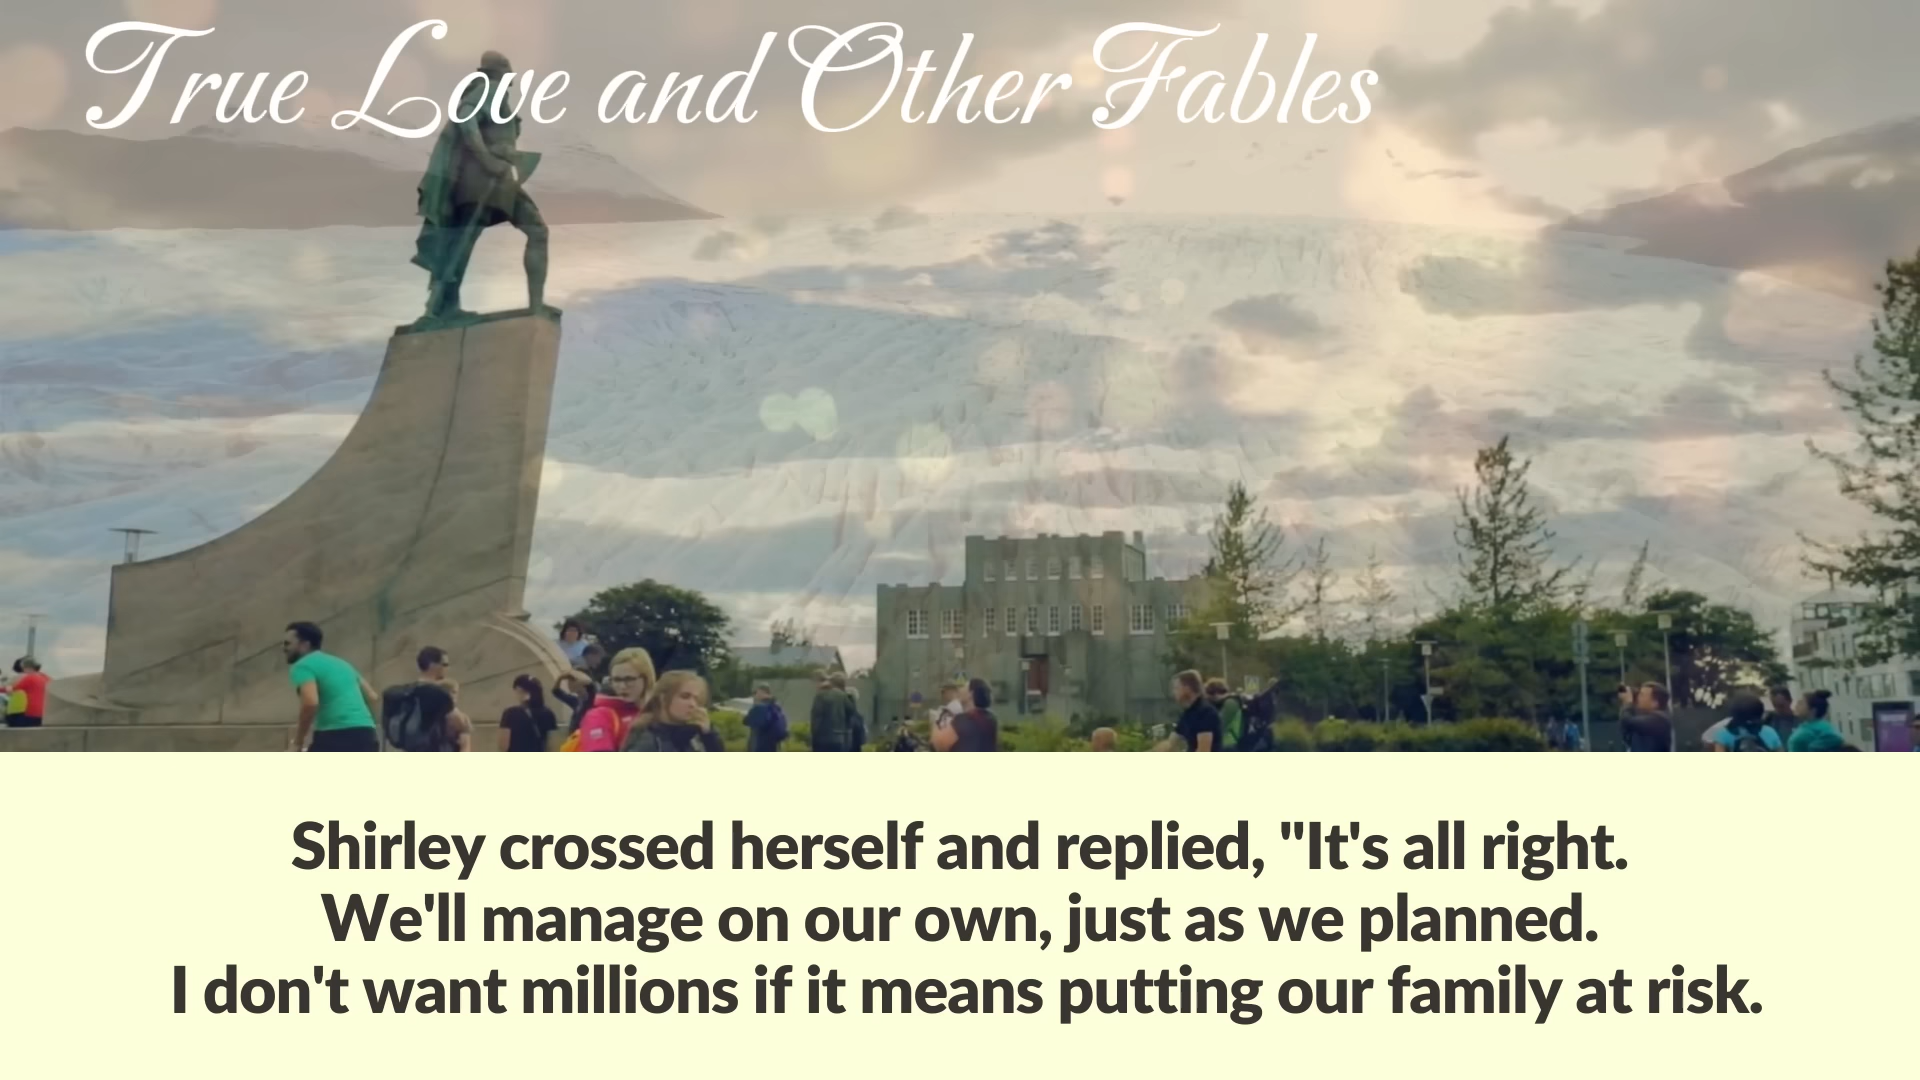 True Love and Other Fables
Shirley crossed herself and replied, "It's all right.
We'll manage on our own, just as we planned.
I don't want millions if it means putting our family at risk.